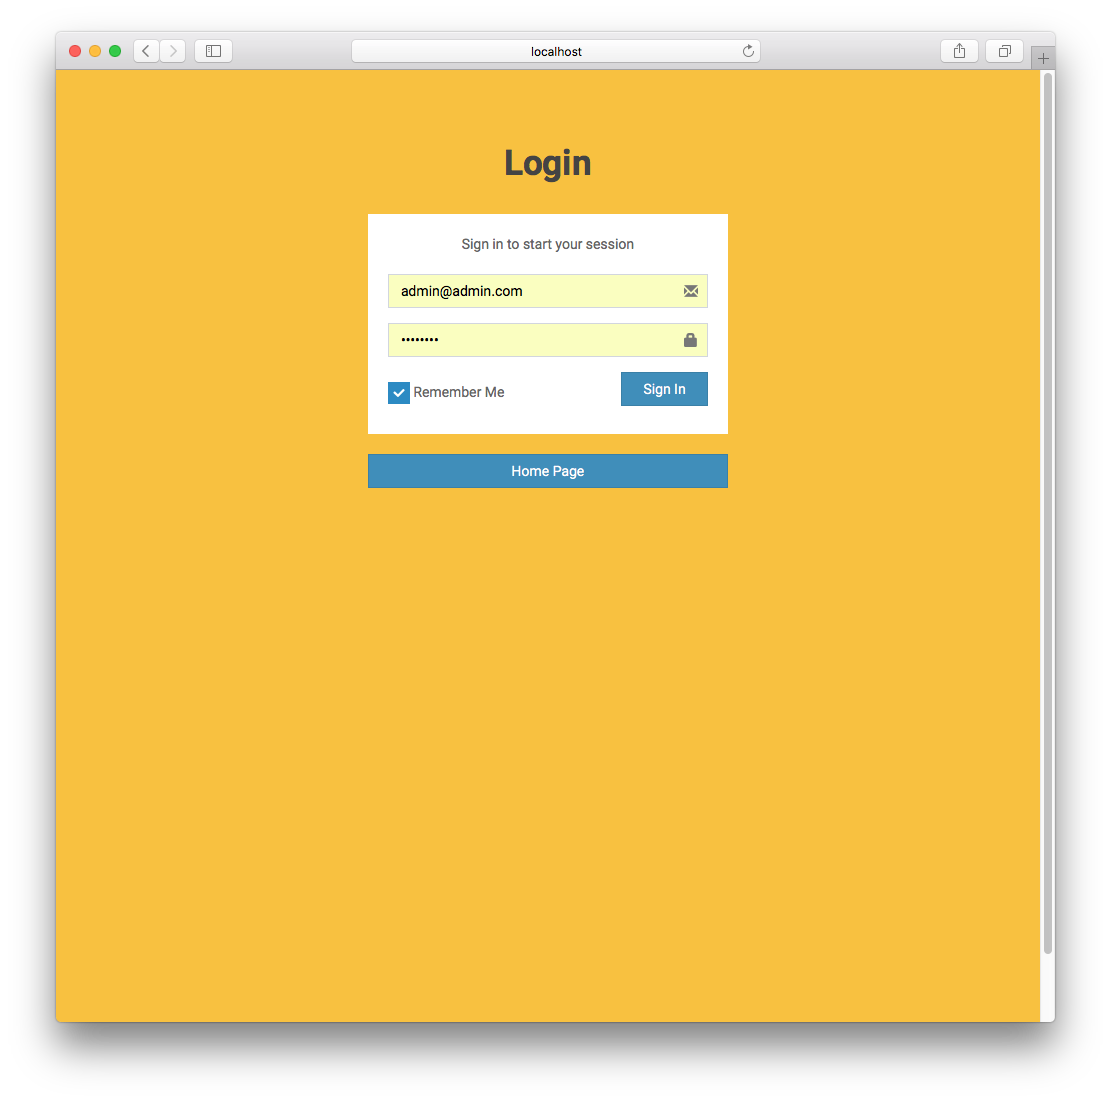 localhost
Login
Sign in to start your session
admin@admin.com
••••••••
Remember Me
Sign In
Home Page